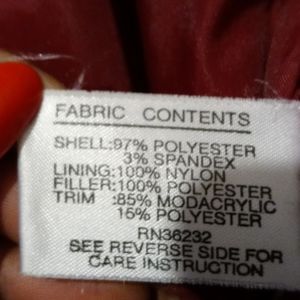 FABRIC CONTENTS
SHELL:97% POLYESTER
3% SPANDEX
LINING:100% NYLON
FILLER:100% POLYESTER
TRIM :85% MODACRYLIC
15% POLYESTER
RN36232
SEE REVERSE SIDE FOR
CARE INSTRUCTION